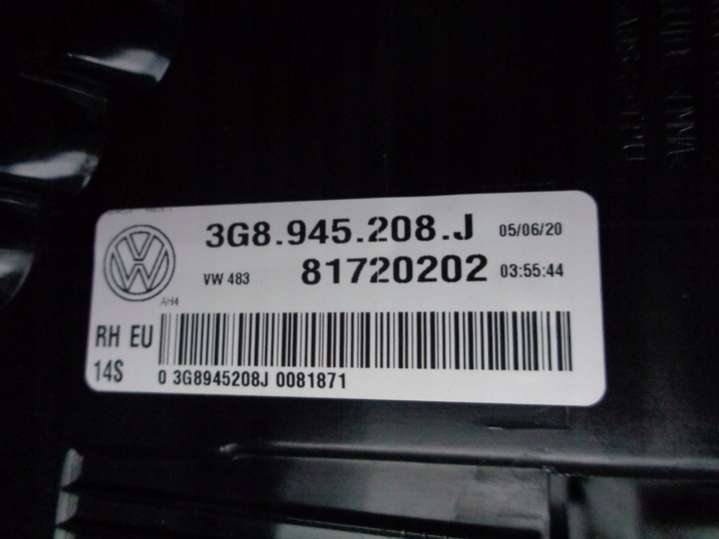 3G8.945.208.J 05/06/20
VW 483 81720202 03:55:44
AH4
RH EU
14S
0 3G8945208J 0081871